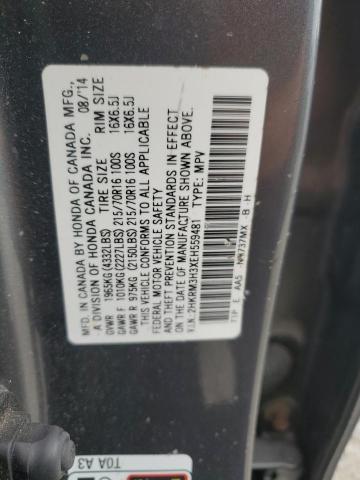 MFD. IN CANADA BY HONDA OF CANADA MFG.,
A DIVISION OF HONDA CANADA INC. 08/'14
TIRE SIZE RIM SIZE
GVWR 1965KG(4332LBS)
GAWR F 1010KG(2227LBS) 215/70R16 100S 16X6.5J
GAWR R 975KG (2150LBS) 215/70R16 100S 16X6.5J
THIS VEHICLE CONFORMS TO ALL APPLICABLE
FEDERAL MOTOR VEHICLE SAFETY
AND THEFT PREVENTION STANDARDS IN EFFECT
ON THE DATE OF MANUFACTURE SHOWN ABOVE.
V.I.N.: 2HKRM3H3XEH559481 TYPE: MPV
T1P E AA5 NH737MX -B -H
T0A A3